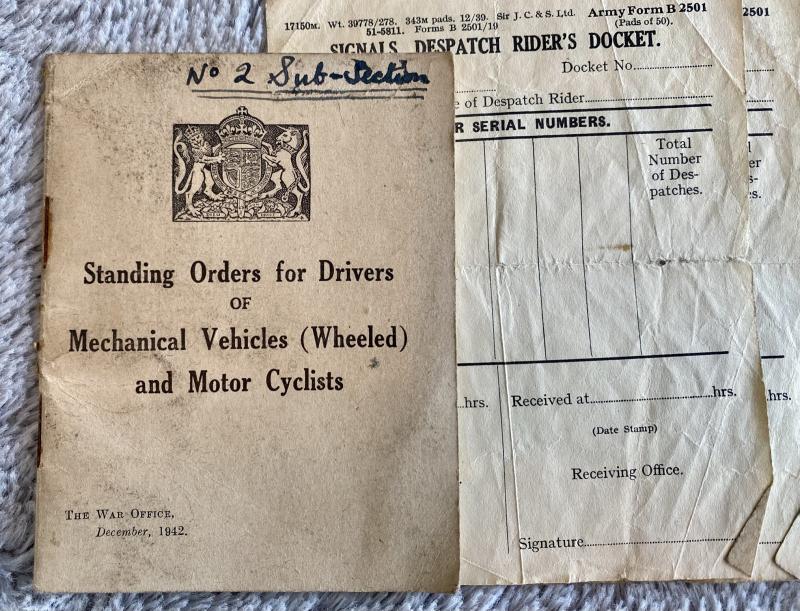 No 2 Sub-Section
Standing Orders for Drivers
OF
Mechanical Vehicles (Wheeled)
and Motor Cyclists
THE WAR OFFICE,
December, 1942.
17150M. Wt. 39778/278. 343M pads. 12/39. Sir J. C. & S. Ltd. Army Form B 2501
51-5811. Forms B 2501/19 (Pads of 50).
SIGNALS. DESPATCH RIDER'S DOCKET.
Docket No.
e of Despatch Rider
R SERIAL NUMBERS.
Total
Number
of Des-
patches.
hrs. Received at hrs.
(Date Stamp)
Receiving Office.
Signature
2501
er
s-
es.
hrs.